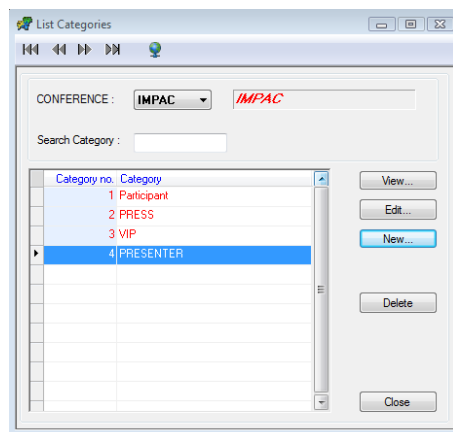 List Categories
CONFERENCE : IMPAC IMPAC
Search Category :
Category no. Category
1 Participant
2 PRESS
3 VIP
4 PRESENTER
View...
Edit...
New...
Delete
Close